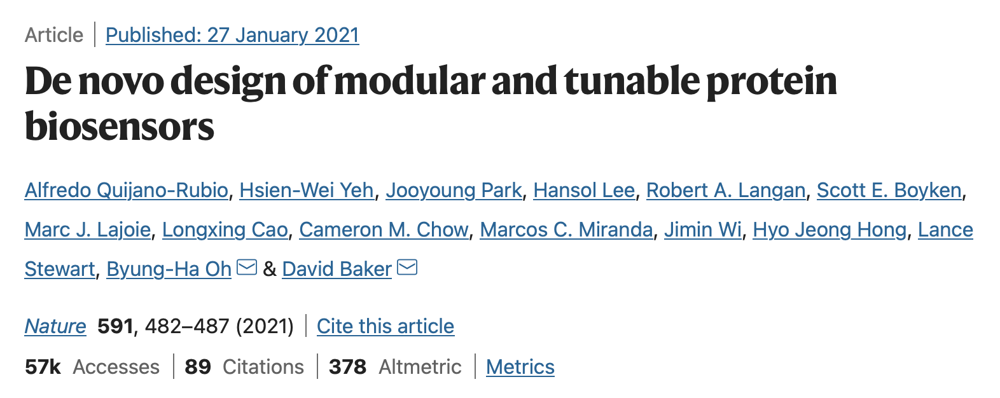 Article | Published: 27 January 2021
De novo design of modular and tunable protein
biosensors
Alfredo Quijano-Rubio, Hsien-Wei Yeh, Jooyoung Park, Hansol Lee, Robert A. Langan, Scott E. Boyken,
Marc J. Lajoie, Longxing Cao, Cameron M. Chow, Marcos C. Miranda, Jimin Wi, Hyo Jeong Hong, Lance
Stewart, Byung-Ha Oh & David Baker
Nature 591, 482–487 (2021) | Cite this article
57k Accesses | 89 Citations | 378 Altmetric | Metrics